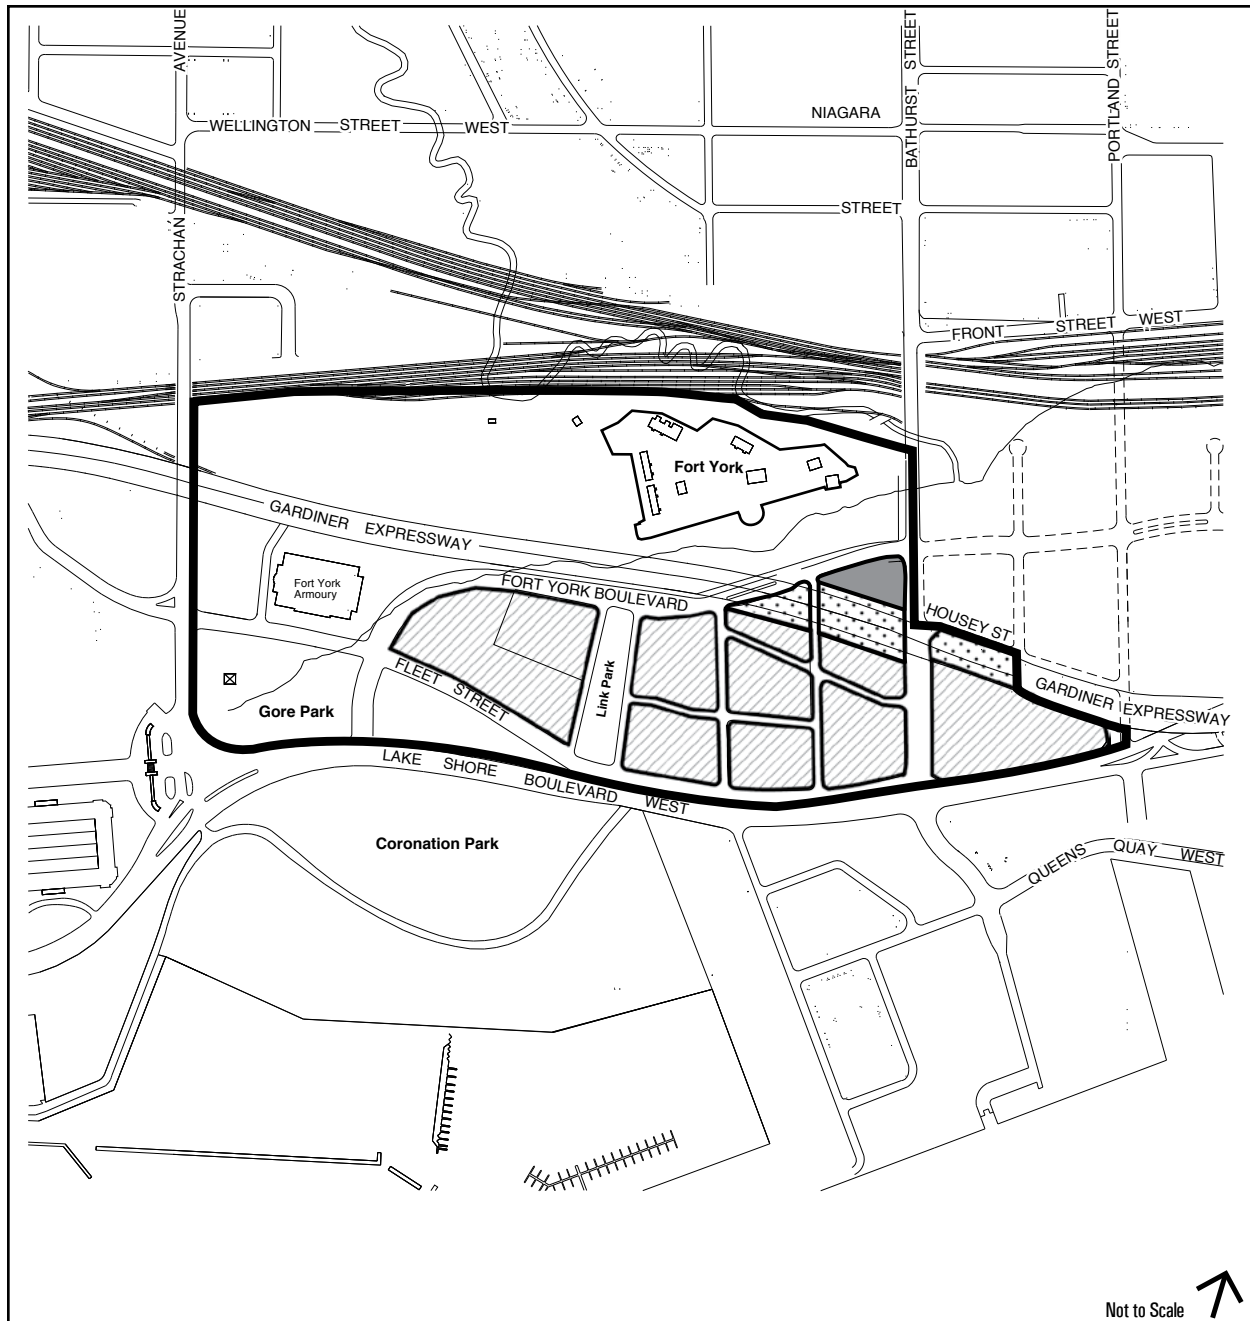 AVENUE
STRACHAN
WELLINGTON STREET WEST
NIAGARA
STREET
BATHURST STREET
PORTLAND STREET
FRONT STREET WEST
Fort York
GARDINER EXPRESSWAY
Fort York
Armoury
FORT YORK BOULEVARD
HOUSEY ST
Link Park
FLEET STREET
GARDINER EXPRESSWAY
Gore Park
LAKE SHORE BOULEVARD WEST
Coronation Park
QUEENS QUAY WEST
Not to Scale